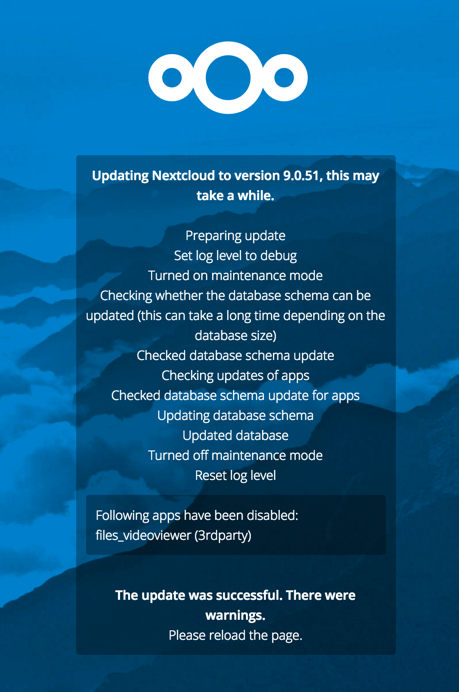 Updating Nextcloud to version 9.0.51, this may
take a while.
Preparing update
Set log level to debug
Turned on maintenance mode
Checking whether the database schema can be
updated (this can take a long time depending on the
database size)
Checked database schema update
Checking updates of apps
Checked database schema update for apps
Updating database schema
Updated database
Turned off maintenance mode
Reset log level
Following apps have been disabled:
files_videoviewer (3rdparty)
The update was successful. There were
warnings.
Please reload the page.